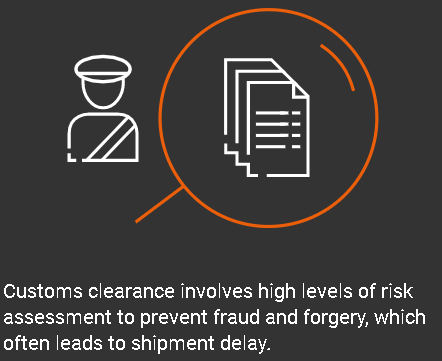 Customs clearance involves high levels of risk
assessment to prevent fraud and forgery, which
often leads to shipment delay.